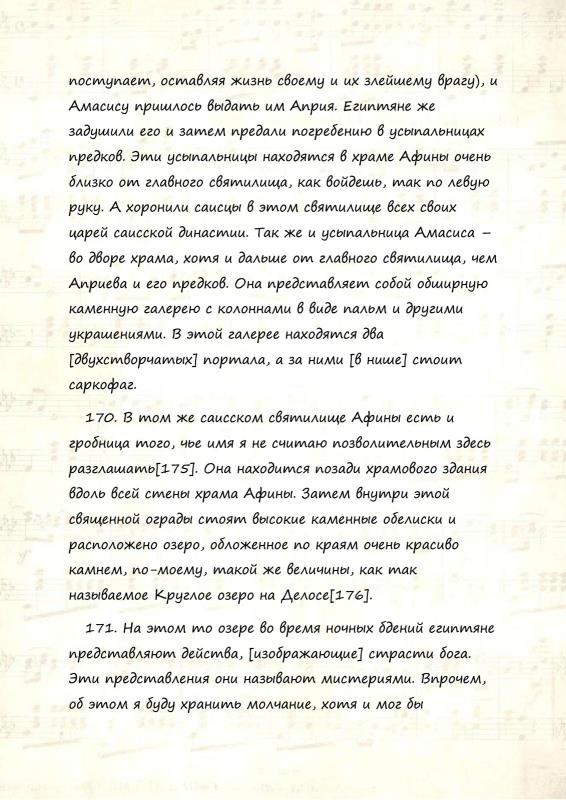 поступает, оставляя жизнь своему и их злейшему врагу), и
Амасису пришлось выдать им Априя. Египтяне же
задушили его и затем предали погребению в усыпальницах
предков. Эти усыпальницы находятся в храме Афины очень
близко от главного святилища, как войдешь, так по левую
руку. А хоронили саисцы в этом святилище всех своих
царей саисской династии. Так же и усыпальница Амасиса –
во дворе храма, хотя и дальше от главного святилища, чем
Априева и его предков. Она представляет собой обширную
каменную галерею с колоннами в виде пальм и другими
украшениями. В этой галерее находятся два
[двухстворчатых] портала, а за ними [в нише] стоит
саркофаг.
170. В том же саисском святилище Афины есть и
гробница того, чье имя я не считаю позволительным здесь
разглашать[175]. Она находится позади храмового здания
вдоль всей стены храма Афины. Затем внутри этой
священной ограды стоят высокие каменные обелиски и
расположено озеро, обложенное по краям очень красиво
камнем, по-моему, такой же величины, как так
называемое Круглое озеро на Делосе[176].
171. На этом то озере во время ночных бдений египтяне
представляют действа, [изображающие] страсти бога.
Эти представления они называют мистериями. Впрочем,
об этом я буду хранить молчание, хотя и мог бы